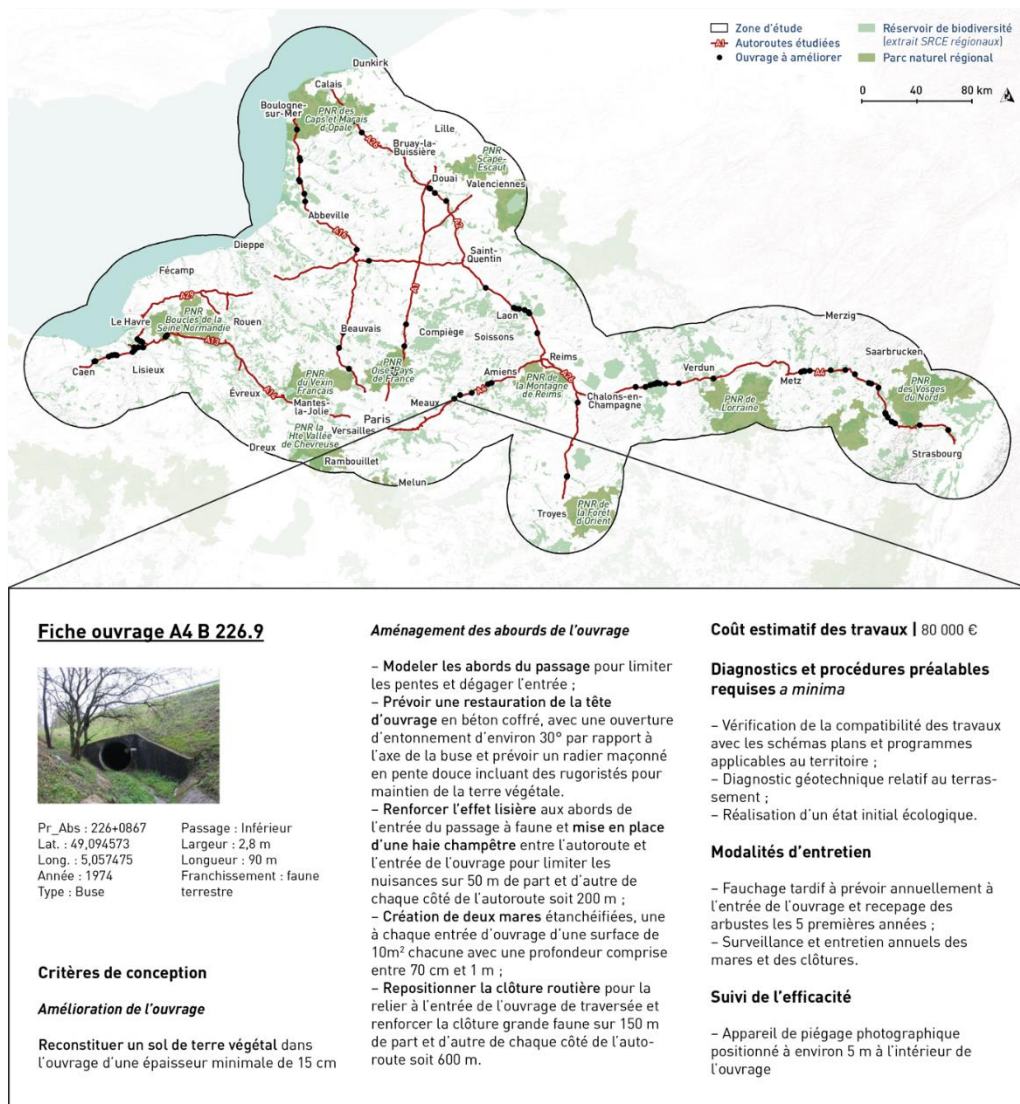 Zone d'étude
A1
Autoroutes étudiées
Ouvrage à améliorer
Réservoir de biodiversité
(extrait SRCE régionaux)
Parc naturel régional
0 40 80 km
Dunkirk
Calais
Boulogne-
sur-Mer
PNR des
Caps et Marais
d'Opale
A26
Lille
Bruay-la-
Buissière
PNR
Scape-
Escaut
Douai
Valenciennes
A2
Abbeville
A16
Dieppe
Saint-
Quentin
Fécamp
A29
A1
Le Havre
PNR
Boucles de la
Seine Normandie
Rouen
Beauvais
Compiège
Laon
Soissons
Merzig
Caen
Lisieux
A13
PNR
Oise-Pays
de France
Reims
Amiens
Verdun
Saarbrucken
Évreux
A14
PNR
du Vexin
Français
Mantes-
la-Jolie
Meaux
A4
PNR de
la Montagne
de Reims
A26
Chalons-en-
Champagne
Metz
A4
PNR
des Vosges
du Nord
Paris
Versailles
PNR de
Lorraine
Dreux
PNR la
Hte Vallée
de Chevreuse
Rambouillet
Melun
Strasbourg
Troyes
PNR de
la Forêt
d'Orient
Fiche ouvrage A4 B 226.9
Pr_Abs : 226+0867
Lat. : 49,094573
Long. : 5,057475
Année : 1974
Type : Buse
Passage : Inférieur
Largeur : 2,8 m
Longueur : 90 m
Franchissement : faune
terrestre
Critères de conception
Amélioration de l'ouvrage
Reconstituer un sol de terre végétal dans
l'ouvrage d'une épaisseur minimale de 15 cm
Aménagement des abords de l'ouvrage
– Modeler les abords du passage pour limiter
les pentes et dégager l'entrée ;
– Prévoir une restauration de la tête
d'ouvrage en béton coffré, avec une ouverture
d'entonnement d'environ 30° par rapport à
l'axe de la buse et prévoir un radier maçonné
en pente douce incluant des rugoristés pour
maintien de la terre végétale.
– Renforcer l'effet lisière aux abords de
l'entrée du passage à faune et mise en place
d'une haie champêtre entre l'autoroute et
l'entrée de l'ouvrage pour limiter les
nuisances sur 50 m de part et d'autre de
chaque côté de l'autoroute soit 200 m ;
– Création de deux mares étanchéifiées, une
à chaque entrée d'ouvrage d'une surface de
10m² chacune avec une profondeur comprise
entre 70 cm et 1 m ;
– Repositionner la clôture routière pour la
relier à l'entrée de l'ouvrage de traversée et
renforcer la clôture grande faune sur 150 m
de part et d'autre de chaque côté de l'auto-
route soit 600 m.
Coût estimatif des travaux | 80 000 €
Diagnostics et procédures préalables
requises a minima
– Vérification de la compatibilité des travaux
avec les schémas plans et programmes
applicables au territoire ;
– Diagnostic géotechnique relatif au terras-
sement ;
– Réalisation d'un état initial écologique.
Modalités d'entretien
– Fauchage tardif à prévoir annuellement à
l'entrée de l'ouvrage et recepage des
arbustes les 5 premières années ;
– Surveillance et entretien annuels des
mares et des clôtures.
Suivi de l'efficacité
– Appareil de piégage photographique
positionné à environ 5 m à l'intérieur de
l'ouvrage